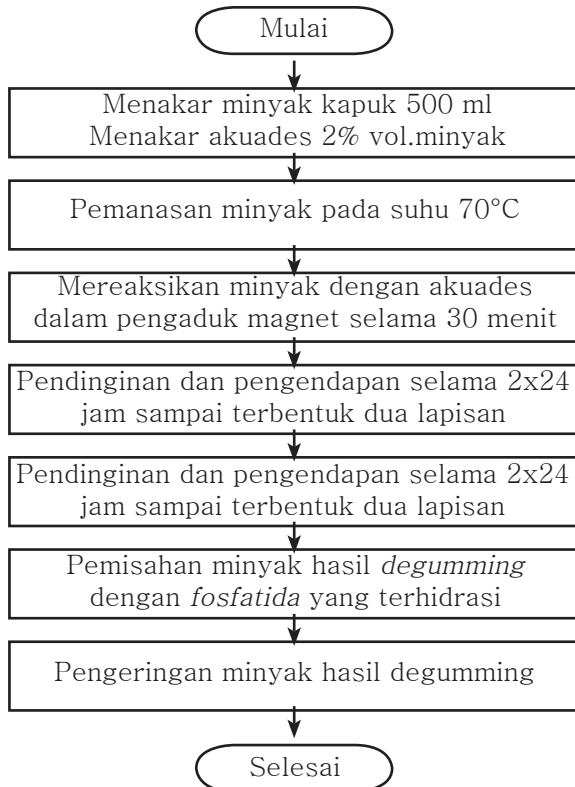 Mulai
Menakar minyak kapuk 500 ml
Menakar akuades 2% vol.minyak
Pemanasan minyak pada suhu 70°C
Mereaksikan minyak dengan akuades
dalam pengaduk magnet selama 30 menit
Pendinginan dan pengendapan selama 2x24
jam sampai terbentuk dua lapisan
Pendinginan dan pengendapan selama 2x24
jam sampai terbentuk dua lapisan
Pemisahan minyak hasil degumming
dengan fosfatida yang terhidrasi
Pengeringan minyak hasil degumming
Selesai